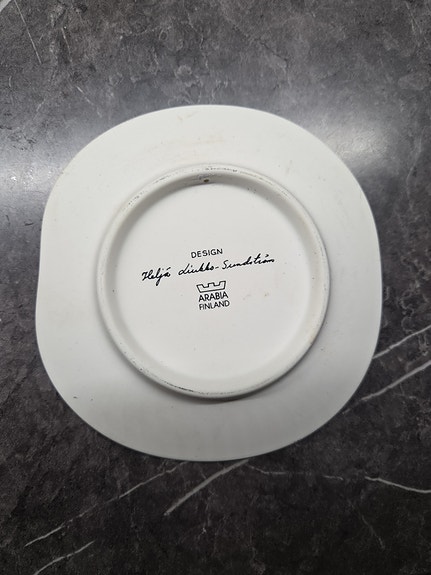 DESIGN
Heljä Liukko-Sundström
ARABIA
FINLAND